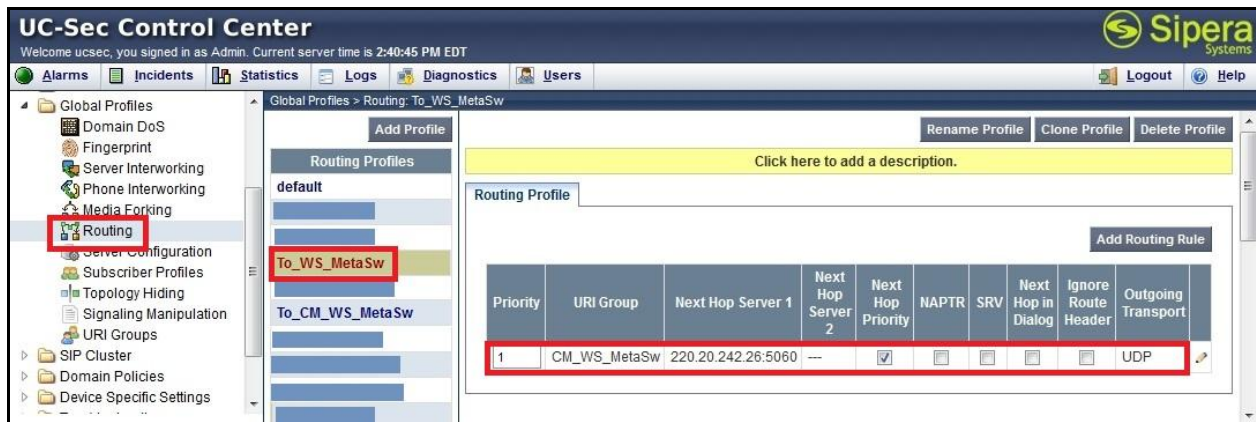 UC-Sec Control Center
Sipera
Systems
Welcome ucsec, you signed in as Admin. Current server time is 2:40:45 PM EDT
Alarms Incidents Statistics Logs Diagnostics Users Logout Help
Global Profiles
Domain DoS
Fingerprint
Server Interworking
Phone Interworking
Media Forking
Routing
Server Configuration
Subscriber Profiles
Topology Hiding
Signaling Manipulation
URI Groups
SIP Cluster
Domain Policies
Device Specific Settings
Global Profiles > Routing: To_WS_MetaSw
Add Profile
Routing Profiles
default
To_WS_MetaSw
To_CM_WS_MetaSw
Rename Profile Clone Profile Delete Profile
Click here to add a description.
Routing Profile
Add Routing Rule
Priority URI Group Next Hop Server 1 Next Hop Server 2 Next Hop Priority NAPTR SRV Next Hop in Dialog Ignore Route Header Outgoing Transport
1 CM_WS_MetaSw 220.20.242.26:5060 --- UDP